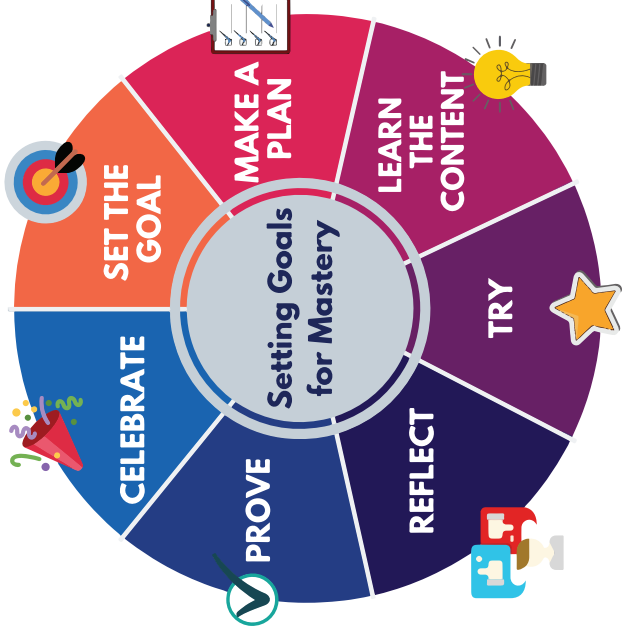 Setting Goals
for Mastery
SET THE
GOAL
MAKE A
PLAN
LEARN
THE
CONTENT
TRY
REFLECT
PROVE
CELEBRATE